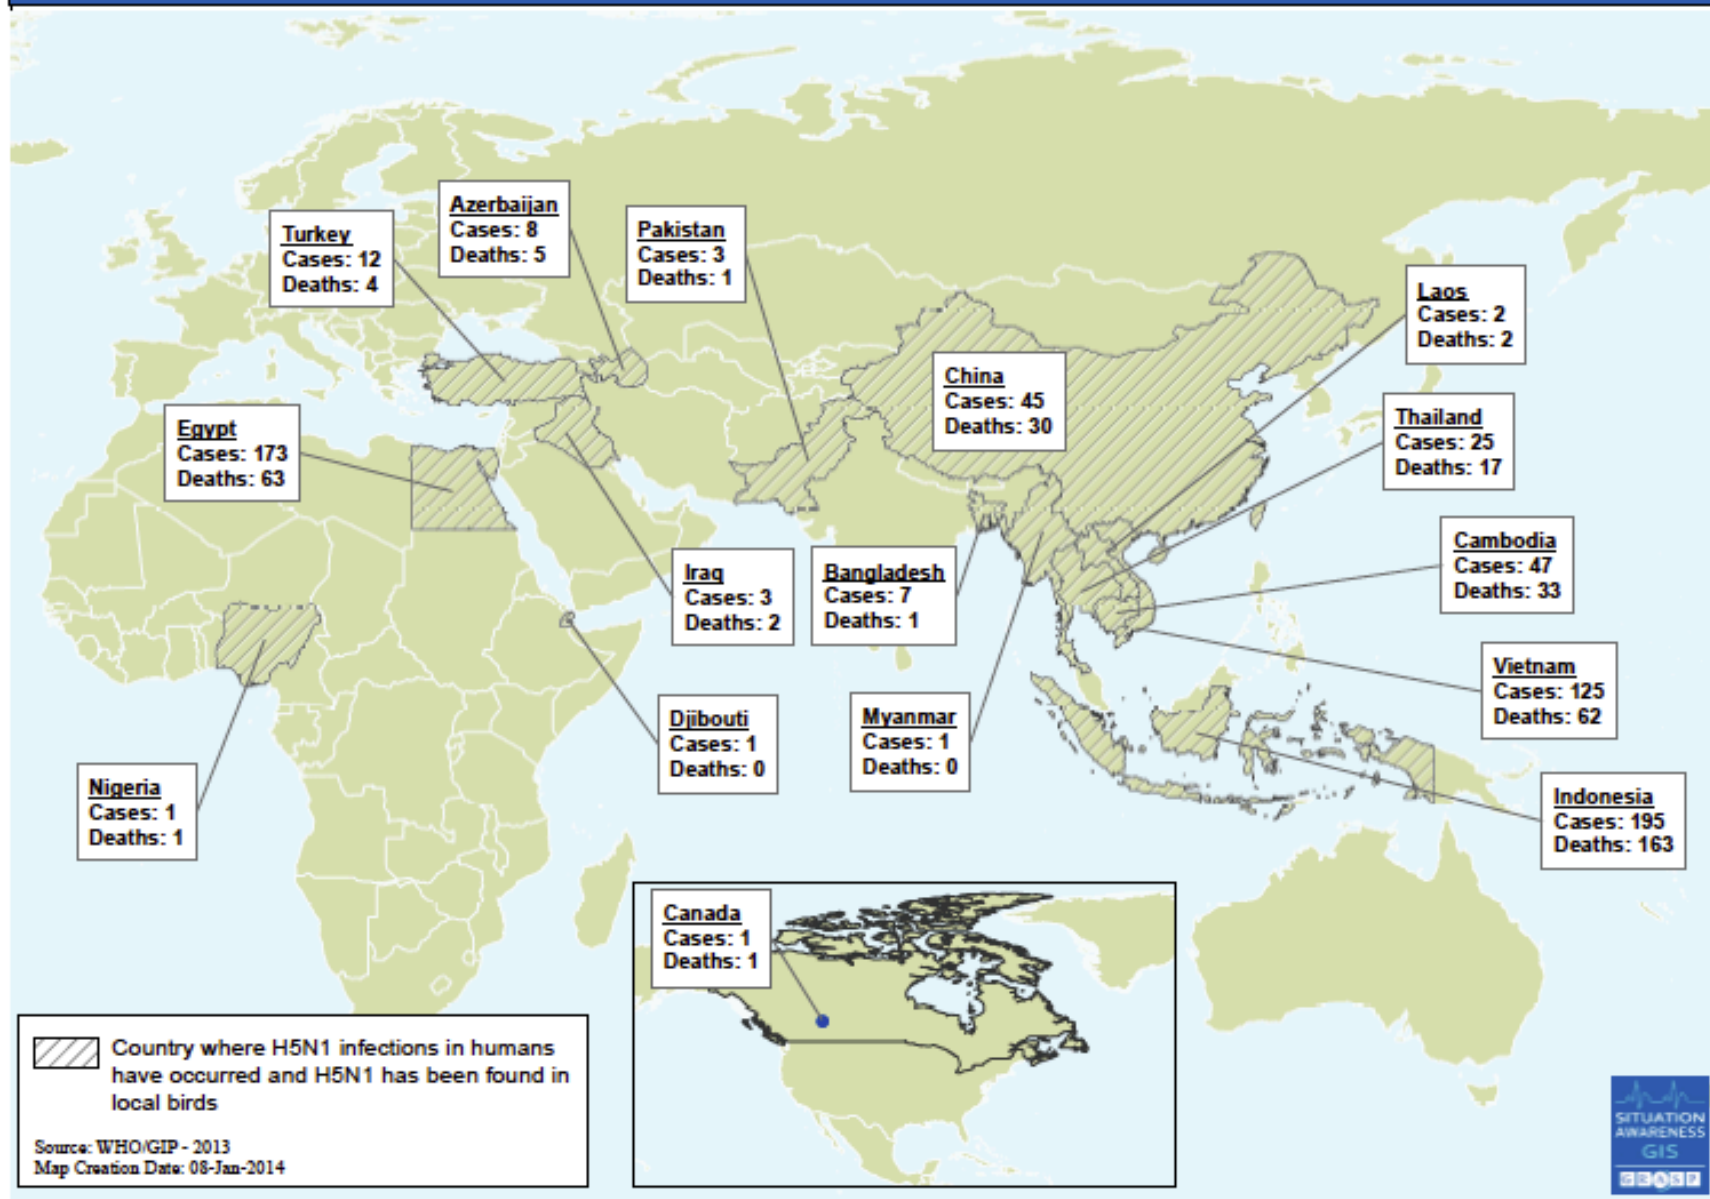 Azerbaijan
Cases: 8
Deaths: 5
Turkey
Cases: 12
Deaths: 4
Pakistan
Cases: 3
Deaths: 1
Laos
Cases: 2
Deaths: 2
China
Cases: 45
Deaths: 30
Thailand
Cases: 25
Deaths: 17
Egypt
Cases: 173
Deaths: 63
Cambodia
Cases: 47
Deaths: 33
Iraq
Cases: 3
Deaths: 2
Bangladesh
Cases: 7
Deaths: 1
Vietnam
Cases: 125
Deaths: 62
Djibouti
Cases: 1
Deaths: 0
Myanmar
Cases: 1
Deaths: 0
Nigeria
Cases: 1
Deaths: 1
Indonesia
Cases: 195
Deaths: 163
Canada
Cases: 1
Deaths: 1
Country where H5N1 infections in humans
have occurred and H5N1 has been found in
local birds
Source: WHO/GIP - 2013
Map Creation Date: 08-Jan-2014
SITUATION
AWARENESS
GIS
GRASP